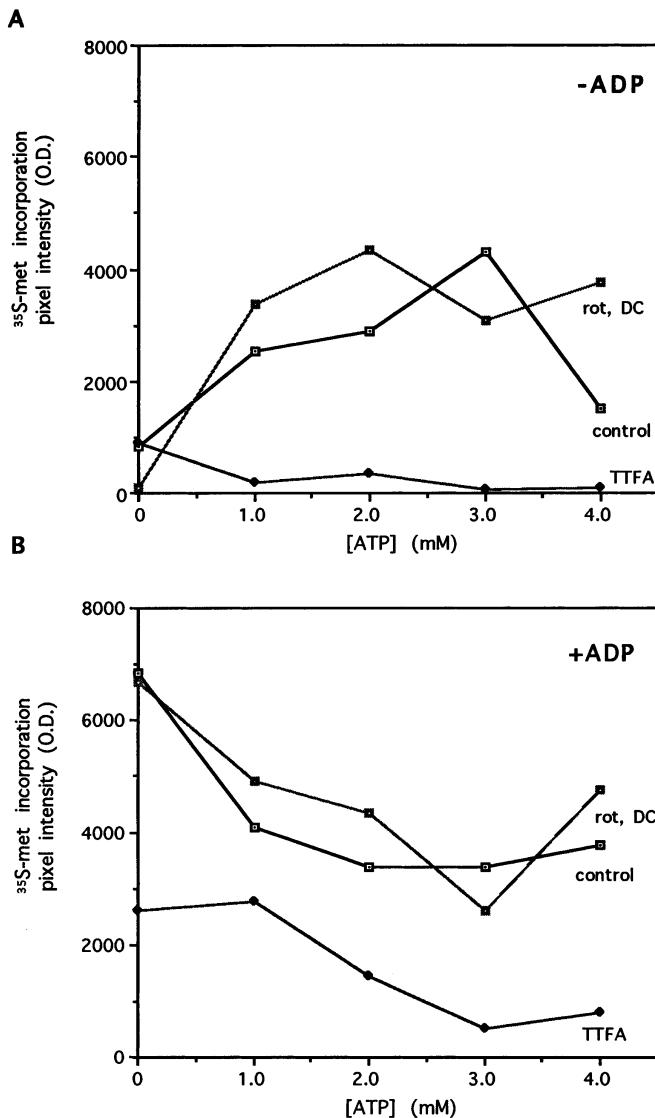 A
8000
-ADP
6000
³⁵S-met incorporation
pixel intensity (O.D.)
4000
rot, DC
2000
control
TTFA
0
0 1.0 2.0 3.0 4.0
[ATP] (mM)
B
8000
+ADP
6000
³⁵S-met incorporation
pixel intensity (O.D.)
4000
rot, DC
control
2000
TTFA
0
0 1.0 2.0 3.0 4.0
[ATP] (mM)